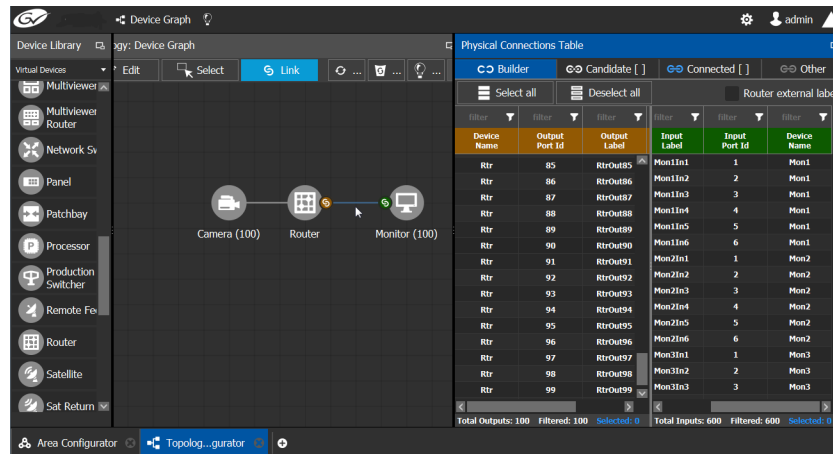 GV Device Graph admin
Device Library
ogy: Device Graph
Physical Connections Table
Virtual Devices
Edit Select Link ... ... ...
Builder Candidate [ ] Connected [ ] Other
Select all Deselect all Router external labe
Multiviewer
Multiviewer
Router
Network Sv
Panel
Patchbay
P Processor
Production
Switcher
Remote Fe
Router
Satellite
Sat Return
Camera (100) Router Monitor (100)
filter filter filter filter filter filter
Device Name Output Port Id Output Label Input Label Input Port Id Device Name
Rtr 85 RtrOut85 Mon1In1 1 Mon1
Rtr 86 RtrOut86 Mon1In2 2 Mon1
Rtr 87 RtrOut87 Mon1In3 3 Mon1
Rtr 88 RtrOut88 Mon1In4 4 Mon1
Rtr 89 RtrOut89 Mon1In5 5 Mon1
Rtr 90 RtrOut90 Mon1In6 6 Mon1
Rtr 91 RtrOut91 Mon2In1 1 Mon2
Rtr 92 RtrOut92 Mon2In2 2 Mon2
Rtr 93 RtrOut93 Mon2In3 3 Mon2
Rtr 94 RtrOut94 Mon2In4 4 Mon2
Rtr 95 RtrOut95 Mon2In5 5 Mon2
Rtr 96 RtrOut96 Mon2In6 6 Mon2
Rtr 97 RtrOut97 Mon3In1 1 Mon3
Rtr 98 RtrOut98 Mon3In2 2 Mon3
Rtr 99 RtrOut99 Mon3In3 3 Mon3
Total Outputs: 100 Filtered: 100 Selected: 0 Total Inputs: 600 Filtered: 600 Selected: 0
Area Configurator Topolog...gurator